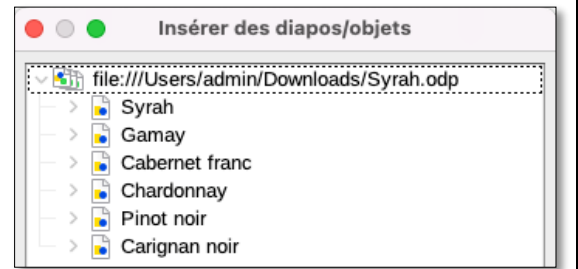 Insérer des diapos/objets
file:///Users/admin/Downloads/Syrah.odp
Syrah
Gamay
Cabernet franc
Chardonnay
Pinot noir
Carignan noir